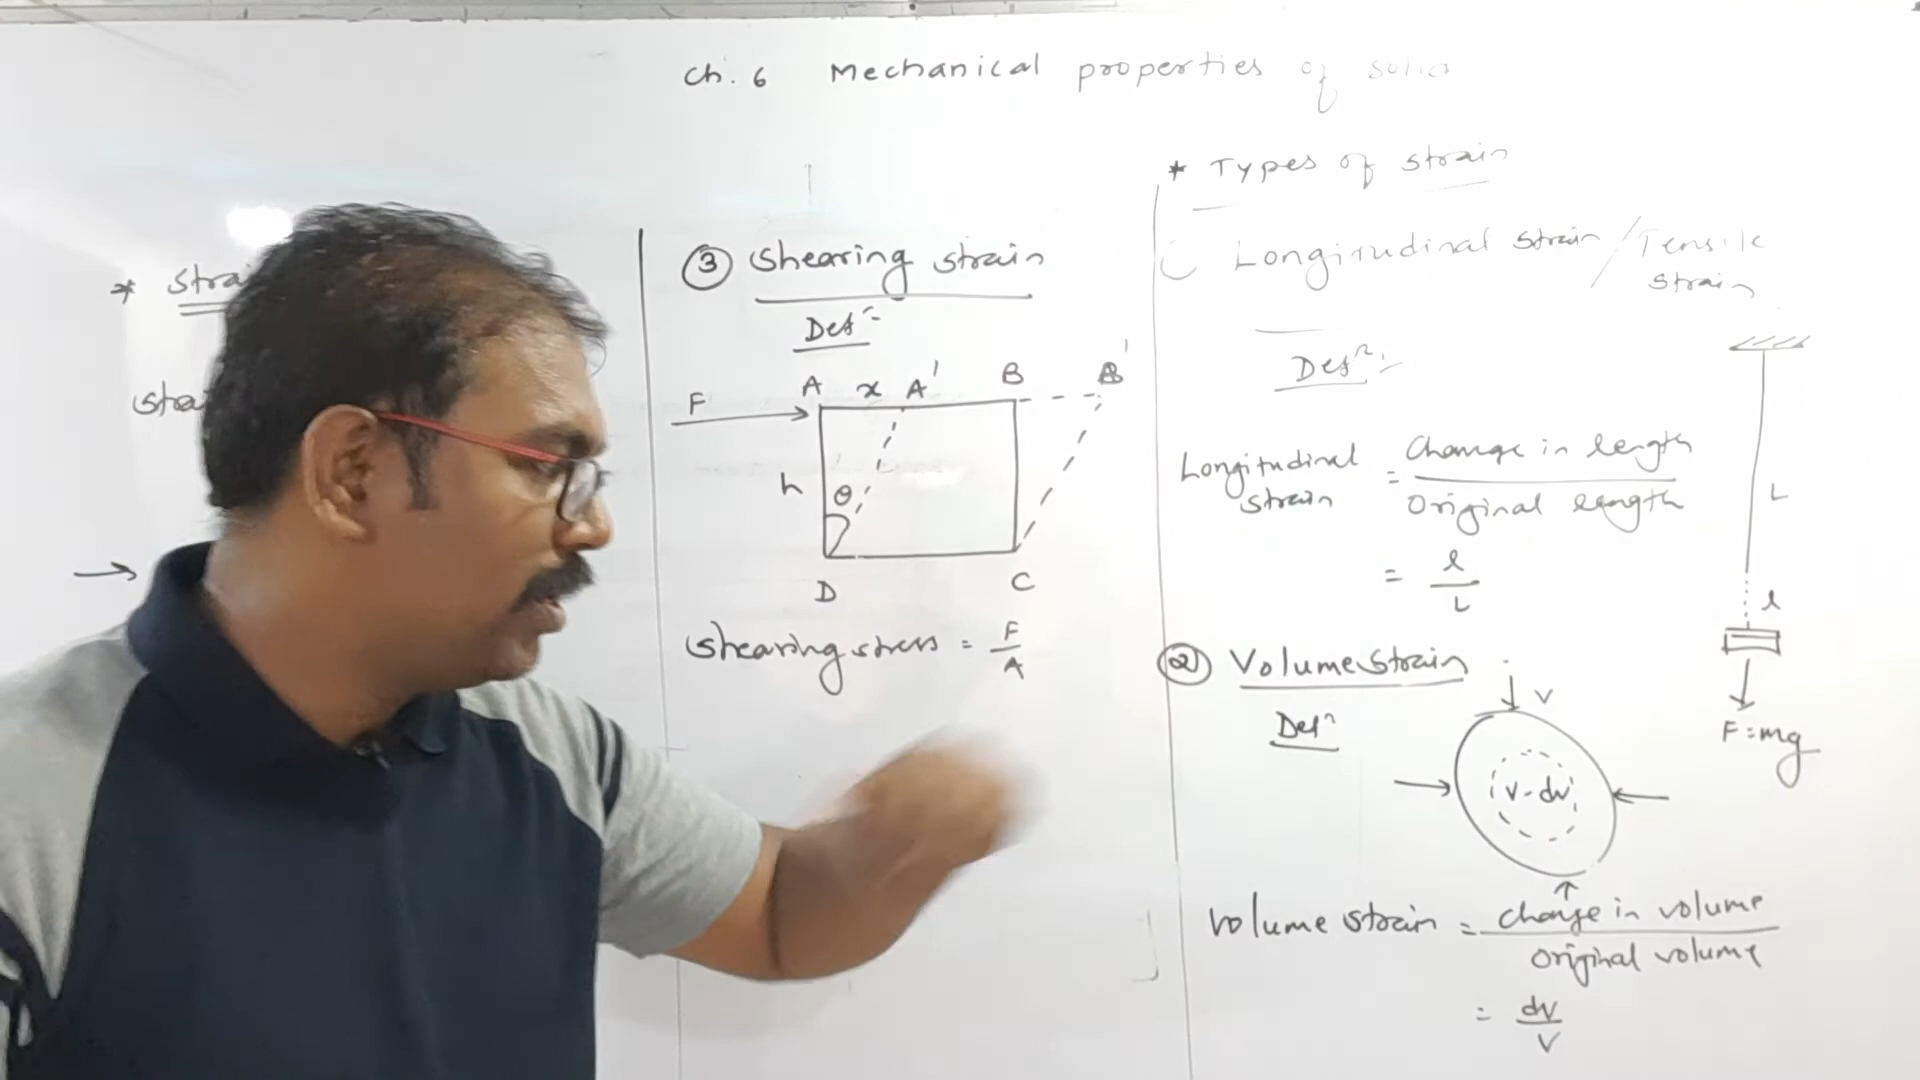 Ch. 6 Mechanical properties of solid
* Strai
stra
③ Shearing strain
Defⁿ
F
A x A' B B'
h
θ
D C
Shearing stress = F/A
* Types of strain
Longitudinal strain / Tensile strain
Defⁿ:
Longitudinal strain = Change in length / Original length
= l/L
L
l
F=mg
② Volume strain
Defⁿ
V
V-dv
Volume strain = change in volume / original volume
= dv/V